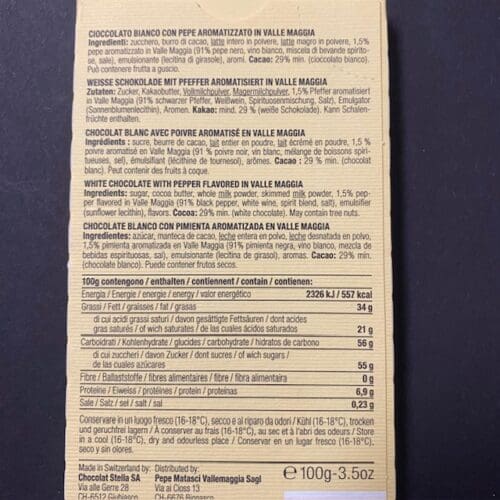 CIOCCOLATO BIANCO CON PEPE AROMATIZZATO IN VALLE MAGGIA
Ingredienti: zucchero, burro di cacao, latte intero in polvere, latte magro in polvere, 1,5%
pepe aromatizzato in Valle Maggia (91% pepe nero, vino bianco, miscela di bevande spirito-
se, sale), emulsionante (lecitina di girasole), aromi. Cacao: 29% min. (cioccolato bianco).
Può contenere frutta a guscio.
WEISSE SCHOKOLADE MIT PFEFFER AROMATISIERT IN VALLE MAGGIA
Zutaten: Zucker, Kakaobutter, Vollmilchpulver, Magermilchpulver, 1,5% Pfeffer aromatisiert
in Valle Maggia (91% schwarzer Pfeffer, Weißwein, Spirituosenmischung, Salz), Emulgator
(Sonnenblumenlecithin), Aromen. Kakao: mind. 29 % (weiße Schokolade). Kann Schalen-
früchte enthalten.
CHOCOLAT BLANC AVEC POIVRE AROMATISÉ EN VALLE MAGGIA
Ingrédients : sucre, beurre de cacao, lait entier en poudre, lait écrémé en poudre, 1,5 %
poivre aromatisé en Valle Maggia (91 % poivre noir, vin blanc, mélange de boissons spiri-
tueuses, sel), émulsifiant (lécithine de tournesol), arômes. Cacao : 29 % min. (chocolat
blanc). Peut contenir des fruits à coque.
WHITE CHOCOLATE WITH PEPPER FLAVORED IN VALLE MAGGIA
Ingredients: sugar, cocoa butter, whole milk powder, skimmed milk powder, 1,5% pep-
per flavored in Valle Maggia (91% black pepper, white wine, spirit blend, salt), emulsifier
(sunflower lecithin), flavors. Cocoa: 29% min. (white chocolate). May contain tree nuts.
CHOCOLATE BLANCO CON PIMIENTA AROMATIZADA EN VALLE MAGGIA
Ingredientes: azúcar, manteca de cacao, leche entera en polvo, leche desnatada en polvo,
1,5% pimienta aromatizada en Valle Maggia (91% pimienta negra, vino blanco, mezcla de
bebidas espirituosas, sal), emulsionante (lecitina de girasol), aromas. Cacao: 29% min.
(chocolate blanco). Puede contener frutos secos.
100g contengono / enthalten / contiennent / contain / contienen:
Energia / Energie / energie / energy / valor energético 2326 kJ / 557 kcal
Grassi / Fett / graisses / fat / grasas 34 g
di cui acidi grassi saturi / davon gesättigte Fettsäuren / dont acides
gras saturés / of wich saturates / de las cuales ácidos saturados 21 g
Carboidrati / Kohlenhydrate / glucides / carbohydrate / hidratos de carbono 56 g
di cui zuccheri / davon Zucker / dont sucres / of wich sugars /
de las cuales azúcares 55 g
Fibre / Ballaststoffe / fibres alimentaires / fibre / fibra alimentaria 0 g
Proteine / Eiweiss / protéines / protein / proteínas 6,9 g
Sale / Salz / sel / salt / sal 0,23 g
Conservare in un luogo fresco (16-18°C), secco e al riparo da odori / Kühl (16-18°C), trocken
und geruchfrei lagern / À conserver au frais (16-18°C), au sec et à l'abri des odeurs / Store
in a cool (16-18°C), dry and odourless place / Conservar en un lugar fresco (16-18°C),
seco y sin olores.
Made in Switzerland by: Distributed by:
Chocolat Stella SA Pepe Matasci Vallemaggia Sagl
Via alle Gerre 28 Via ai Closs 13
CH-6512 Giubiasco CH-6676 Bignasco
℮100g-3.5oz